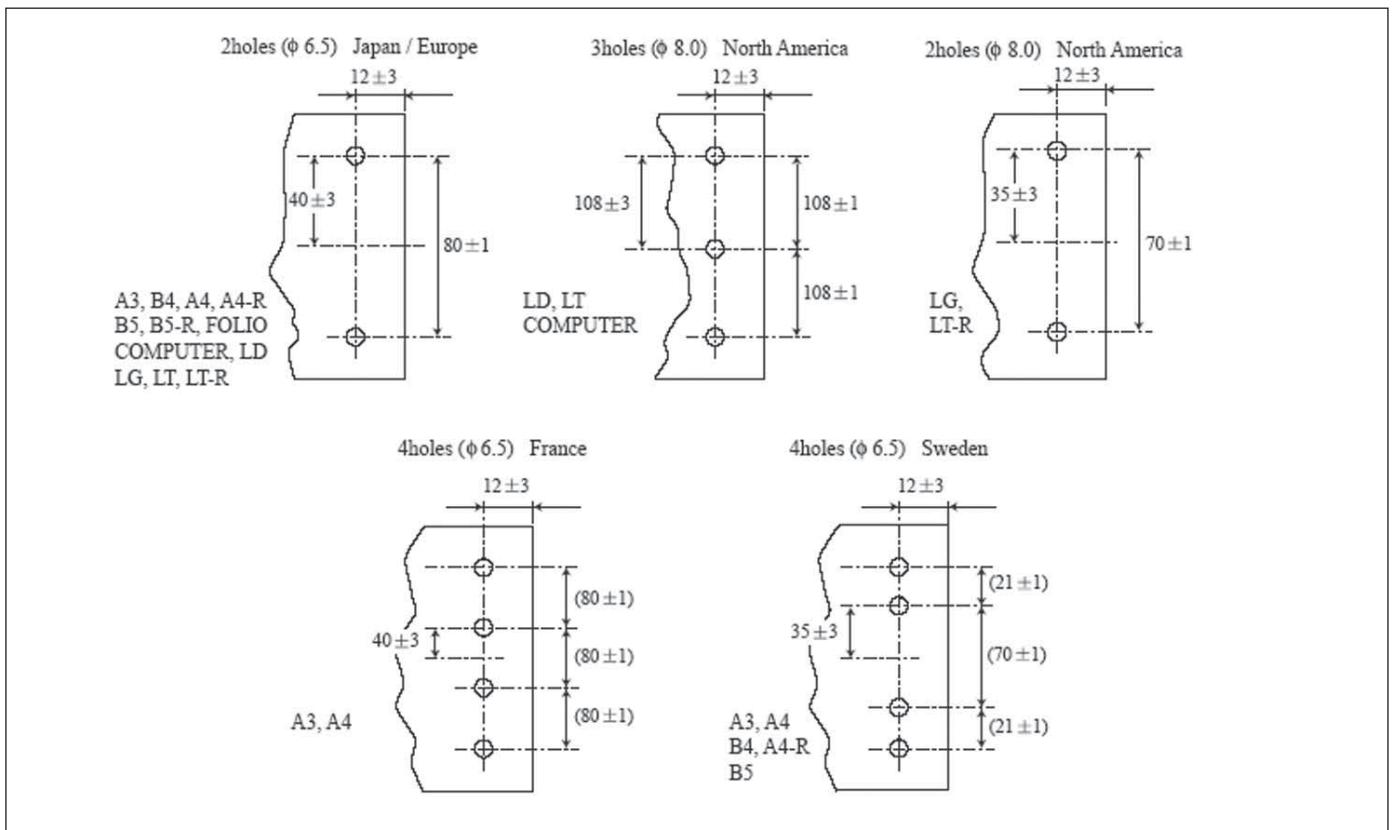 2holes (ϕ 6.5) Japan / Europe
12±3
40±3
80±1
A3, B4, A4, A4-R
B5, B5-R, FOLIO
COMPUTER, LD
LG, LT, LT-R
3holes (ϕ 8.0) North America
12±3
108±3
108±1
108±1
LD, LT
COMPUTER
2holes (ϕ 8.0) North America
12±3
35±3
70±1
LG,
LT-R
4holes (ϕ 6.5) France
12±3
(80±1)
40±3
(80±1)
(80±1)
A3, A4
4holes (ϕ 6.5) Sweden
12±3
(21±1)
35±3
(70±1)
(21±1)
A3, A4
B4, A4-R
B5